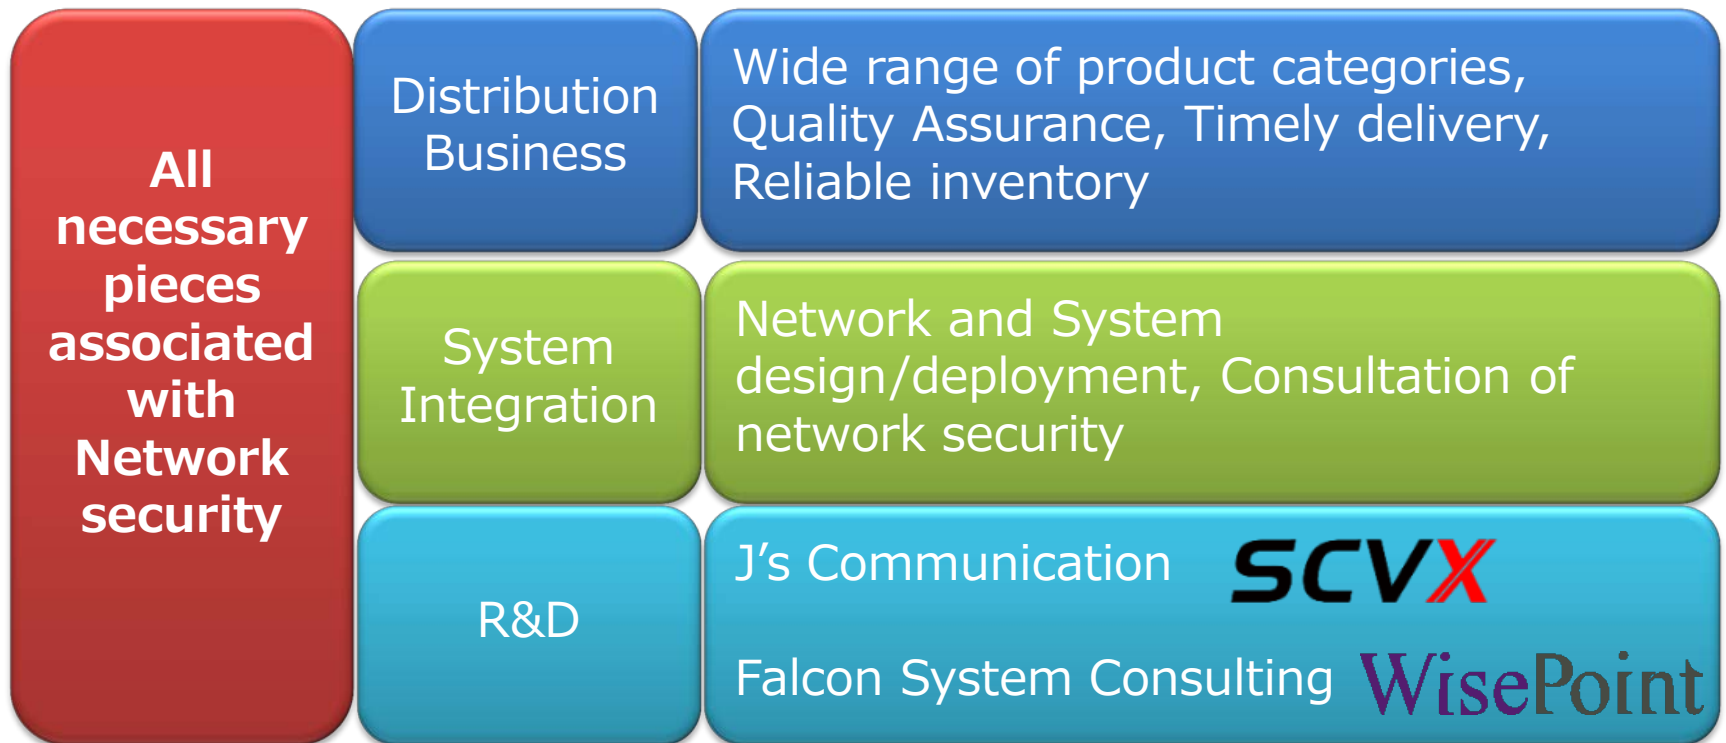 All
necessary
pieces
associated
with
Network
security
Distribution
Business
Wide range of product categories,
Quality Assurance, Timely delivery,
Reliable inventory
System
Integration
Network and System
design/deployment, Consultation of
network security
R&D
J’s Communication SCVX
Falcon System Consulting WisePoint